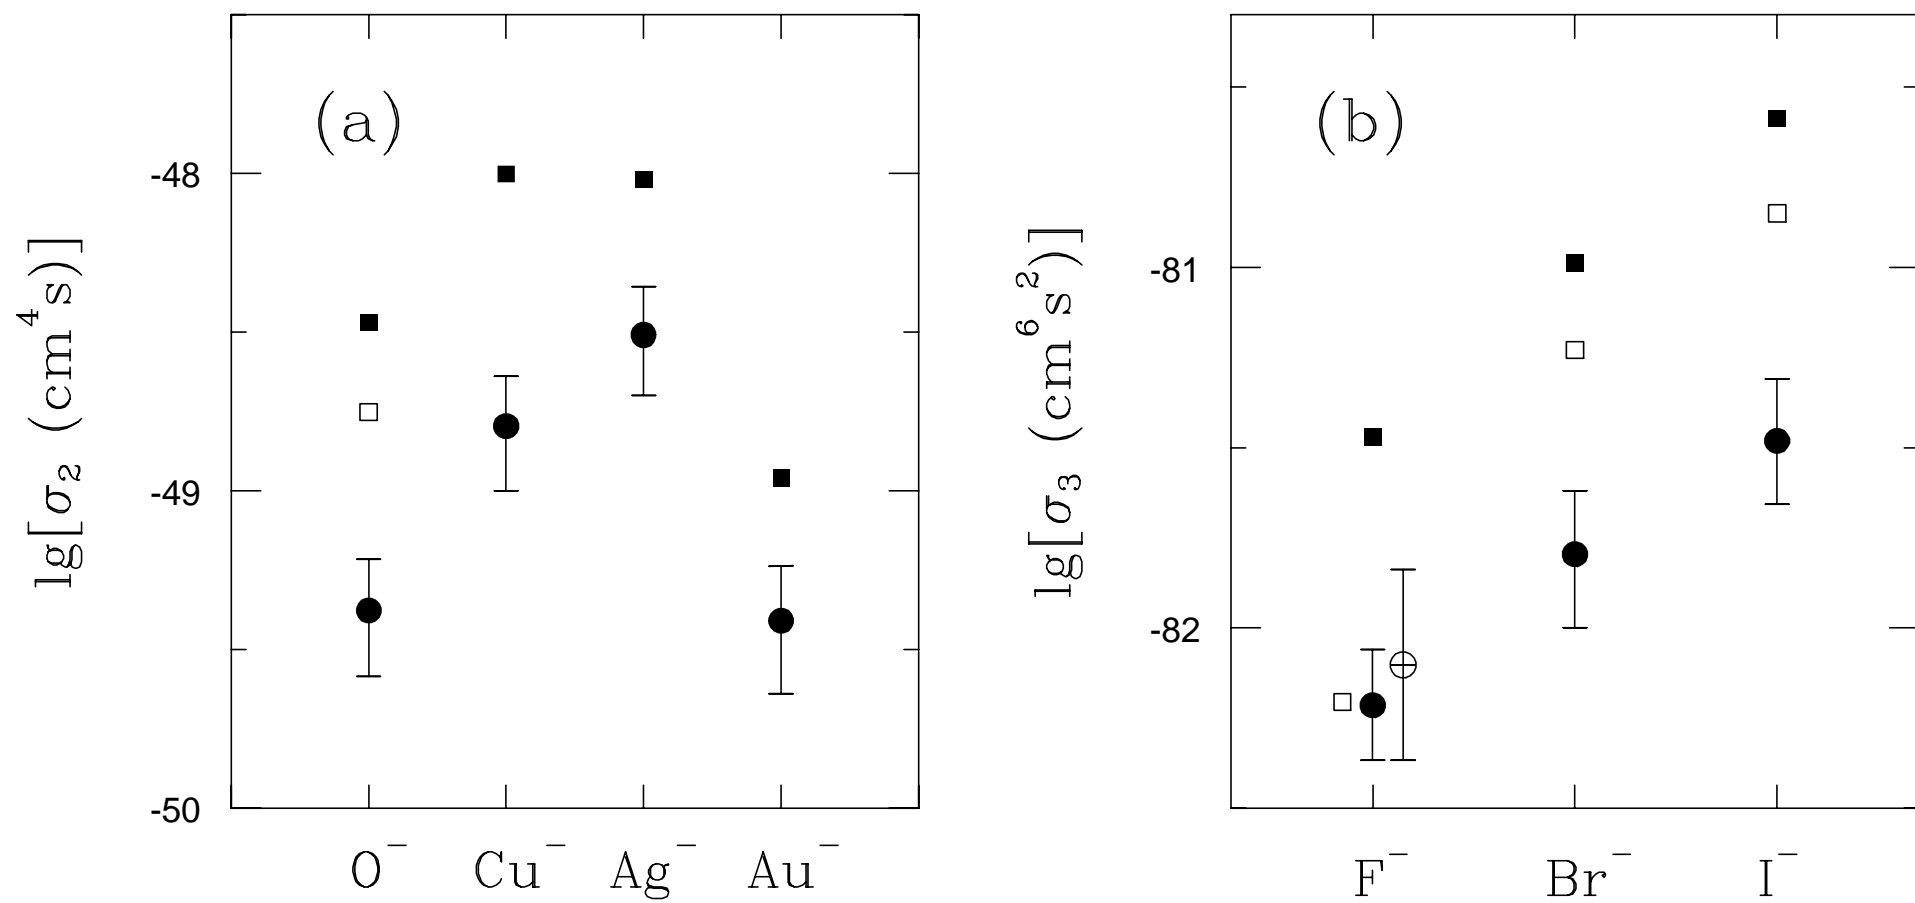 (a)
lg[σ₂ (cm⁴s)]
-48
-49
-50
O⁻ Cu⁻ Ag⁻ Au⁻
(b)
lg[σ₃ (cm⁶s²)]
-81
-82
F⁻ Br⁻ I⁻